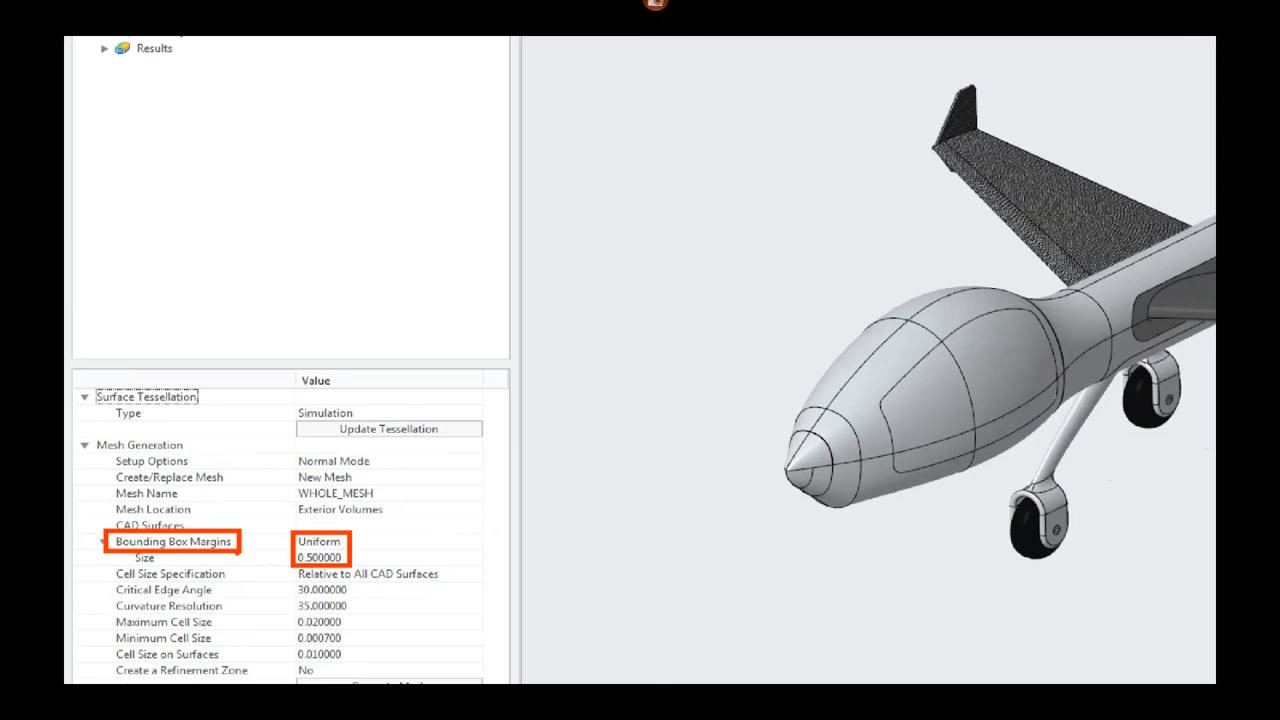 Results
Value
Surface Tessellation
Type Simulation
Update Tessellation
Mesh Generation
Setup Options Normal Mode
Create/Replace Mesh New Mesh
Mesh Name WHOLE_MESH
Mesh Location Exterior Volumes
CAD Surfaces
Bounding Box Margins Uniform
Size 0.500000
Cell Size Specification Relative to All CAD Surfaces
Critical Edge Angle 30.000000
Curvature Resolution 35.000000
Maximum Cell Size 0.020000
Minimum Cell Size 0.000700
Cell Size on Surfaces 0.010000
Create a Refinement Zone No